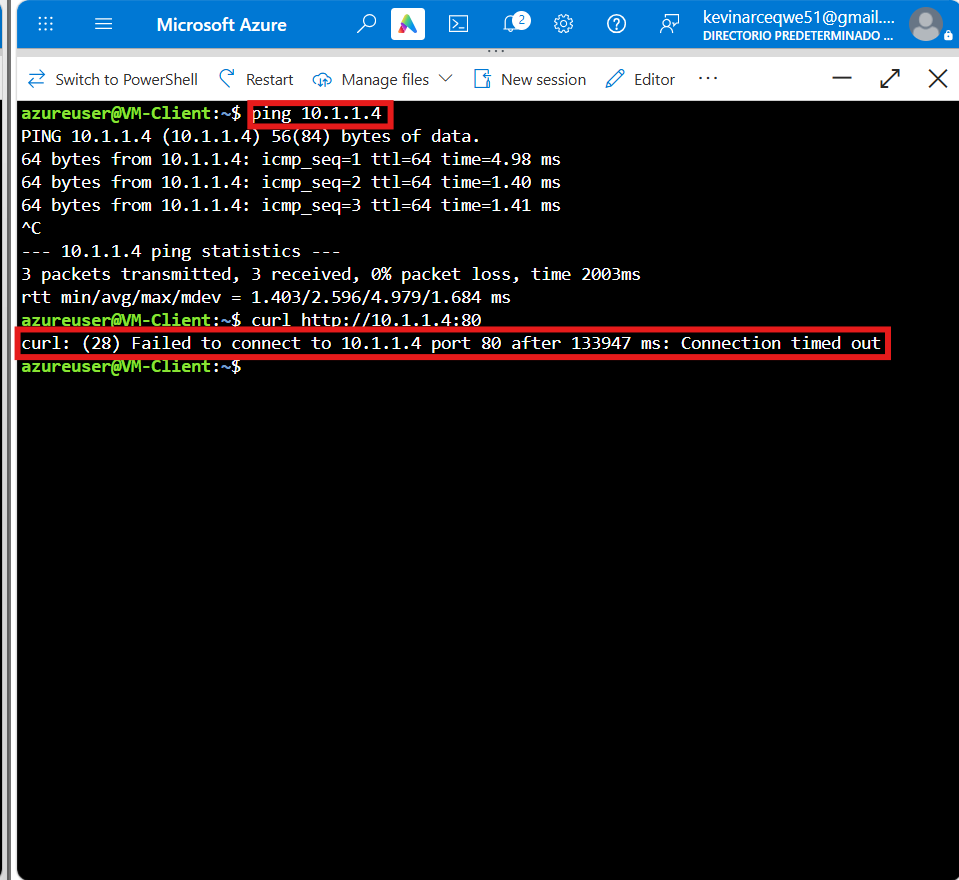 Microsoft Azure
2
kevinarceqwe51@gmail....
DIRECTORIO PREDETERMINADO ...
Switch to PowerShell
Restart
Manage files
New session
Editor
...
azureuser@VM-Client:~$ ping 10.1.1.4
PING 10.1.1.4 (10.1.1.4) 56(84) bytes of data.
64 bytes from 10.1.1.4: icmp_seq=1 ttl=64 time=4.98 ms
64 bytes from 10.1.1.4: icmp_seq=2 ttl=64 time=1.40 ms
64 bytes from 10.1.1.4: icmp_seq=3 ttl=64 time=1.41 ms
^C
--- 10.1.1.4 ping statistics ---
3 packets transmitted, 3 received, 0% packet loss, time 2003ms
rtt min/avg/max/mdev = 1.403/2.596/4.979/1.684 ms
azureuser@VM-Client:~$ curl http://10.1.1.4:80
curl: (28) Failed to connect to 10.1.1.4 port 80 after 133947 ms: Connection timed out
azureuser@VM-Client:~$